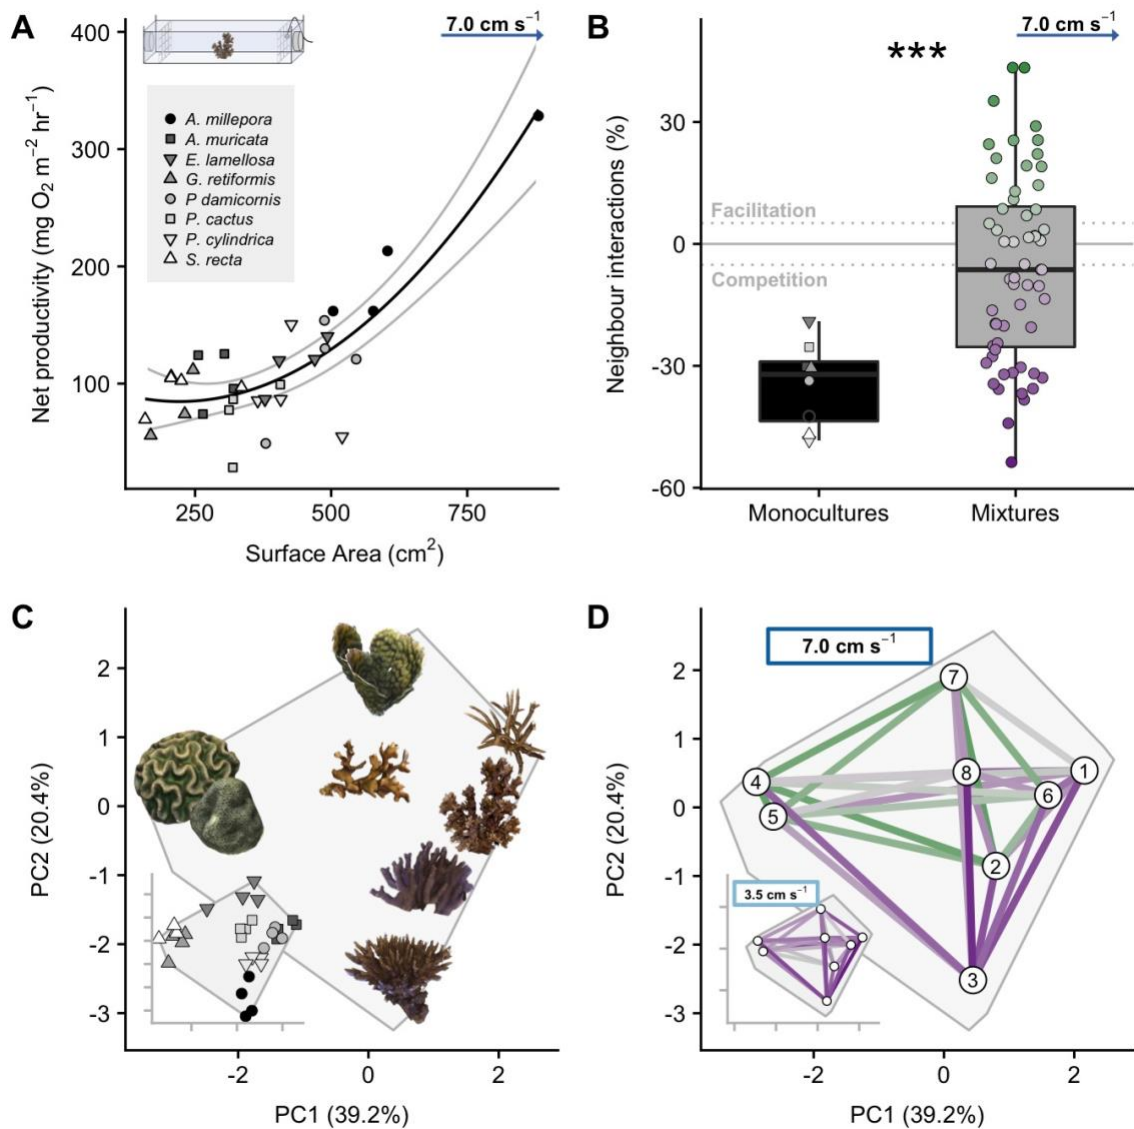 A
7.0 cm s⁻¹
400
300
200
100
Net productivity (mg O₂ m⁻² hr⁻¹)
A. millepora
A. muricata
E. lamellosa
G. retiformis
P damicornis
P. cactus
P. cylindrica
S. recta
250
500
750
Surface Area (cm²)
B
7.0 cm s⁻¹
***
30
0
-30
-60
Neighbour interactions (%)
Facilitation
Competition
Monocultures
Mixtures
C
2
1
0
-1
-2
-3
PC2 (20.4%)
-2
0
2
PC1 (39.2%)
D
7.0 cm s⁻¹
2
1
0
-1
-2
-3
PC2 (20.4%)
7
8
1
4
6
5
2
3
3.5 cm s⁻¹
-2
0
2
PC1 (39.2%)